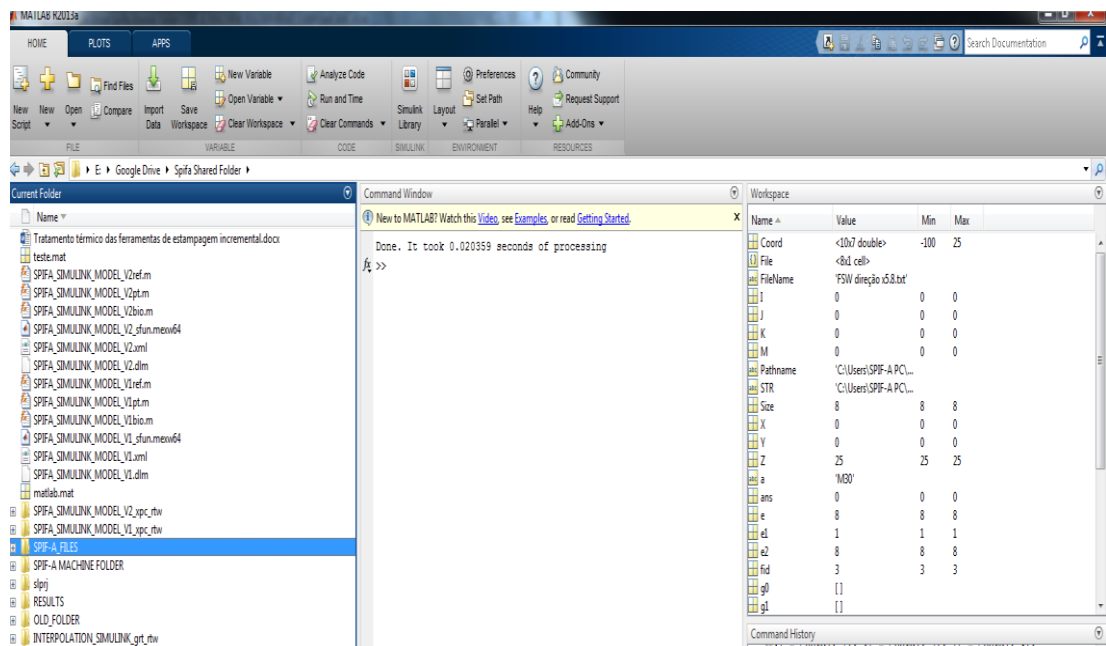 MATLAB R2013a
HOME PLOTS APPS
Search Documentation
New Script
New
Open
Find Files
Compare
Import Data
Save Workspace
New Variable
Open Variable
Clear Workspace
Analyze Code
Run and Time
Clear Commands
Simulink Library
Layout
Preferences
Set Path
Parallel
Help
Community
Request Support
Add-Ons
FILE VARIABLE CODE SIMULINK ENVIRONMENT RESOURCES
E: Google Drive Spifa Shared Folder
Current Folder
Name
Tratamento térmico das ferramentas de estampagem incremental.docx
teste.mat
SPIFA_SIMULINK_MODEL_V2ref.m
SPIFA_SIMULINK_MODEL_V2pt.m
SPIFA_SIMULINK_MODEL_V2bio.m
SPIFA_SIMULINK_MODEL_V2_sfun.mexw64
SPIFA_SIMULINK_MODEL_V2.xml
SPIFA_SIMULINK_MODEL_V2.dlm
SPIFA_SIMULINK_MODEL_V1ref.m
SPIFA_SIMULINK_MODEL_V1pt.m
SPIFA_SIMULINK_MODEL_V1bio.m
SPIFA_SIMULINK_MODEL_V1_sfun.mexw64
SPIFA_SIMULINK_MODEL_V1.xml
SPIFA_SIMULINK_MODEL_V1.dlm
matlab.mat
SPIFA_SIMULINK_MODEL_V2_xpc_rtw
SPIFA_SIMULINK_MODEL_V1_xpc_rtw
SPIF-A_FILES
SPIF-A MACHINE FOLDER
slprj
RESULTS
OLD_FOLDER
INTERPOLATION_SIMULINK_grt_rtw
Command Window
New to MATLAB? Watch this Video, see Examples, or read Getting Started. X
Done. It took 0.020359 seconds of processing
fx >>
Workspace
Name Value Min Max
Coord <10x7 double> -100 25
File <8x1 cell>
FileName 'FSW direção x5.8.txt'
I 0 0 0
J 0 0 0
K 0 0 0
M 0 0 0
Pathname 'C:\Users\SPIF-A PC\...
STR 'C:\Users\SPIF-A PC\...
Size 8 8 8
X 0 0 0
Y 0 0 0
Z 25 25 25
a 'M30'
ans 0 0 0
e 8 8 8
e1 1 1 1
e2 8 8 8
fid 3 3 3
g0 []
g1 []
Command History